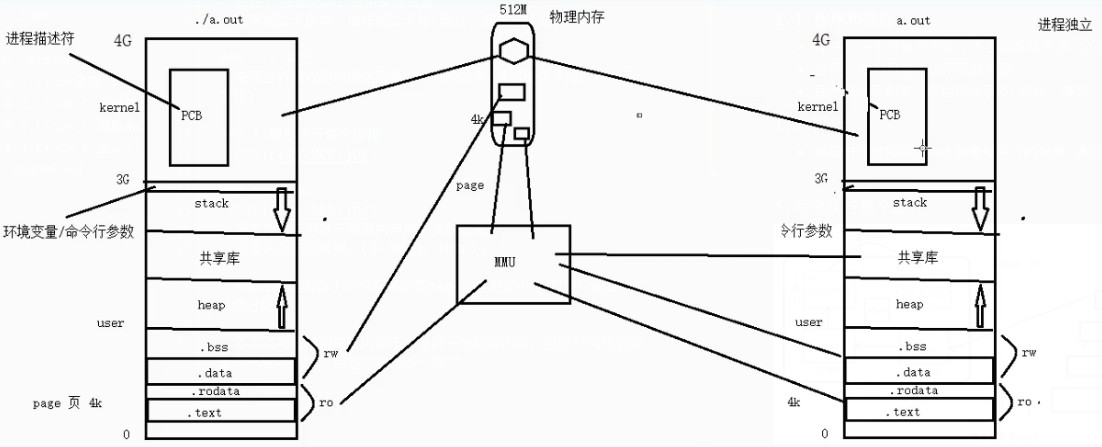 ./a.out
512M
物理内存
a.out
进程独立
进程描述符
4G
4G
kernel
PCB
4k
kernel
PCB
3G
page
3G
stack
stack
环境变量/命令行参数
令行参数
共享库
MMU
共享库
heap
heap
user
user
.bss
rw
.bss
rw
.data
.data
.rodata
.rodata
page 页 4k
ro
4k
ro
.text
.text
0
0